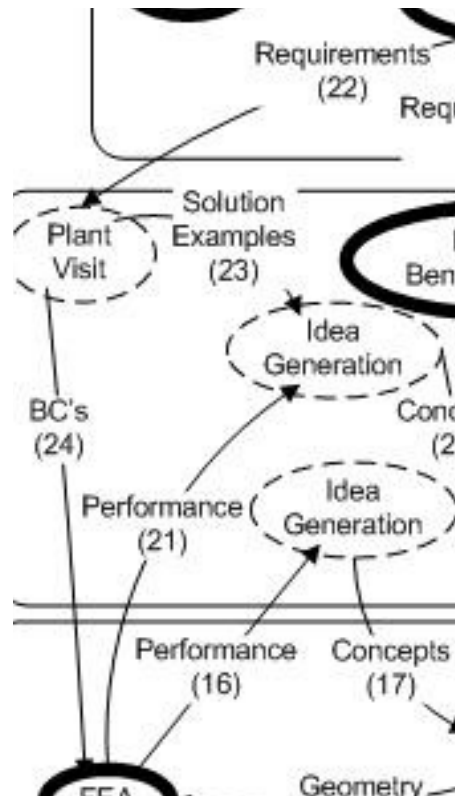 Requirements
(22)
Solution
Examples
(23)
Plant
Visit
Idea
Generation
BC's
(24)
Performance
(21)
Idea
Generation
Performance
(16)
Concepts
(17)
Geometry